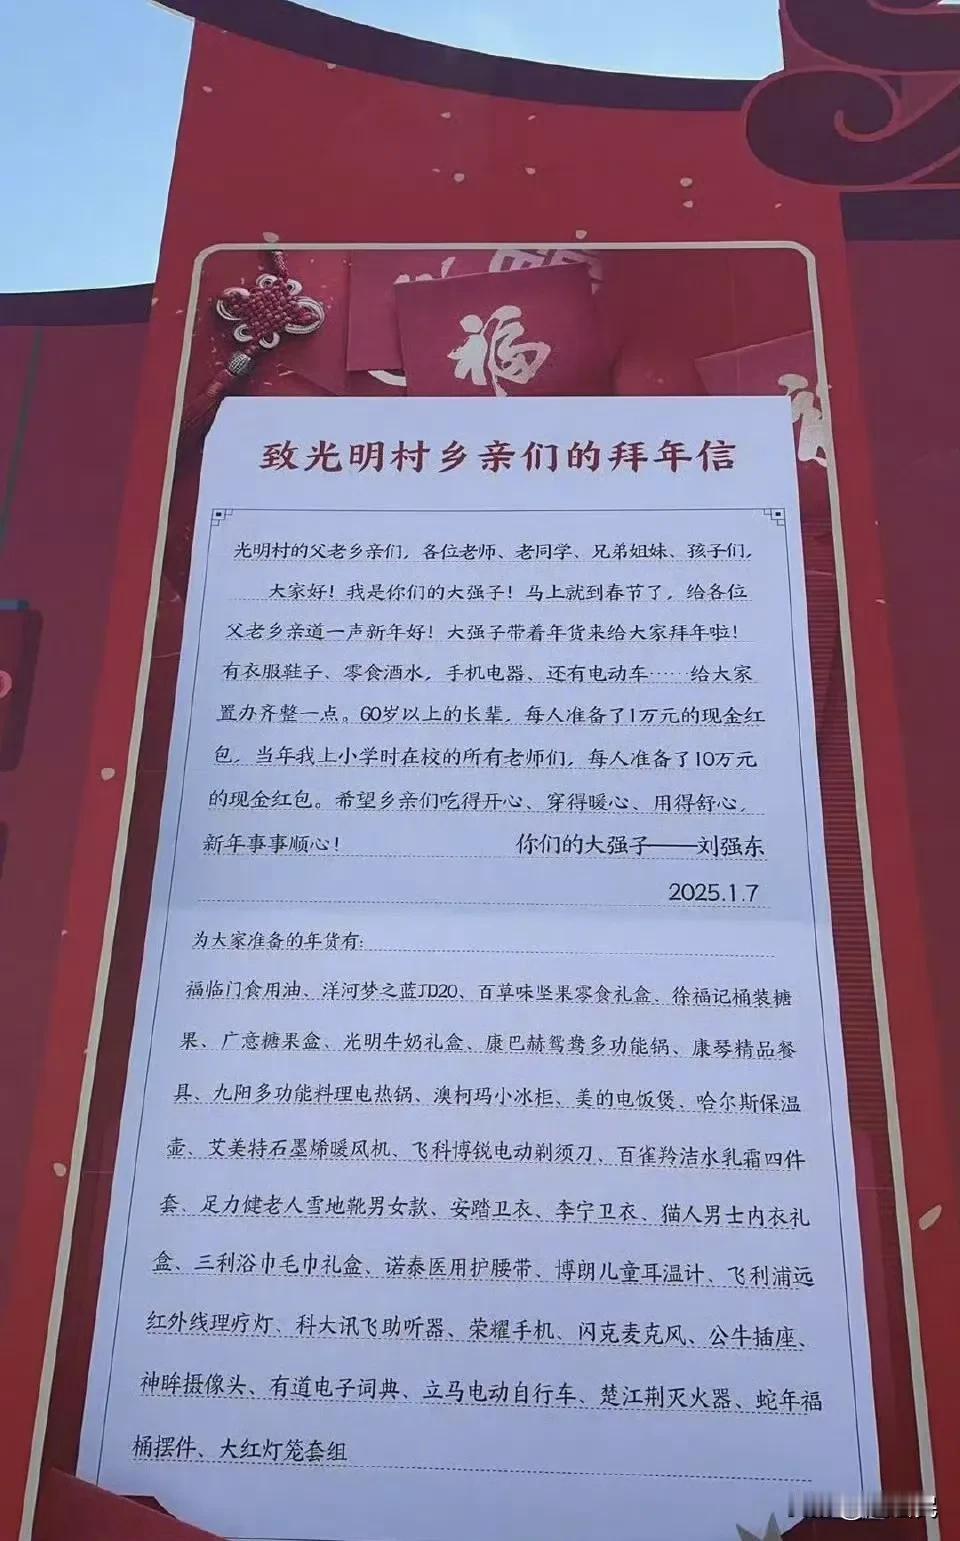 福
致光明村乡亲们的拜年信
光明村的父老乡亲们，各位老师、老同学、兄弟姐妹、孩子们，
大家好！我是你们的大强子！马上就到春节了，给各位
父老乡亲道一声新年好！大强子带着年货来给大家拜年啦！
有衣服鞋子、零食酒水，手机电器、还有电动车……给大家
置办齐整一点。60岁以上的长辈，每人准备了1万元的现金红
包，当年我上小学时在校的所有老师们，每人准备了10万元
的现金红包。希望乡亲们吃得开心、穿得暖心、用得舒心，
新年事事顺心！ 你们的大强子——刘强东
2025.1.7
为大家准备的年货有:
福临门食用油、洋河梦之蓝JD20、百草味坚果零食礼盒、徐福记桶装糖
果、广意糖果盒、光明牛奶礼盒、康巴赫鸳鸯多功能锅、康琴精品餐
具、九阳多功能料理电热锅、澳柯玛小冰柜、美的电饭煲、哈尔斯保温
壶、艾美特石墨烯暖风机、飞科博锐电动剃须刀、百雀羚洁水乳霜四件
套、足力健老人雪地靴男女款、安踏卫衣、李宁卫衣、猫人男士内衣礼
盒、三利浴巾毛巾礼盒、诺泰医用护腰带、博朗儿童耳温计、飞利浦远
红外线理疗灯、科大讯飞助听器、荣耀手机、闪克麦克风、公牛插座、
神眸摄像头、有道电子词典、立马电动自行车、楚江荆灭火器、蛇年福
桶摆件、大红灯笼套组